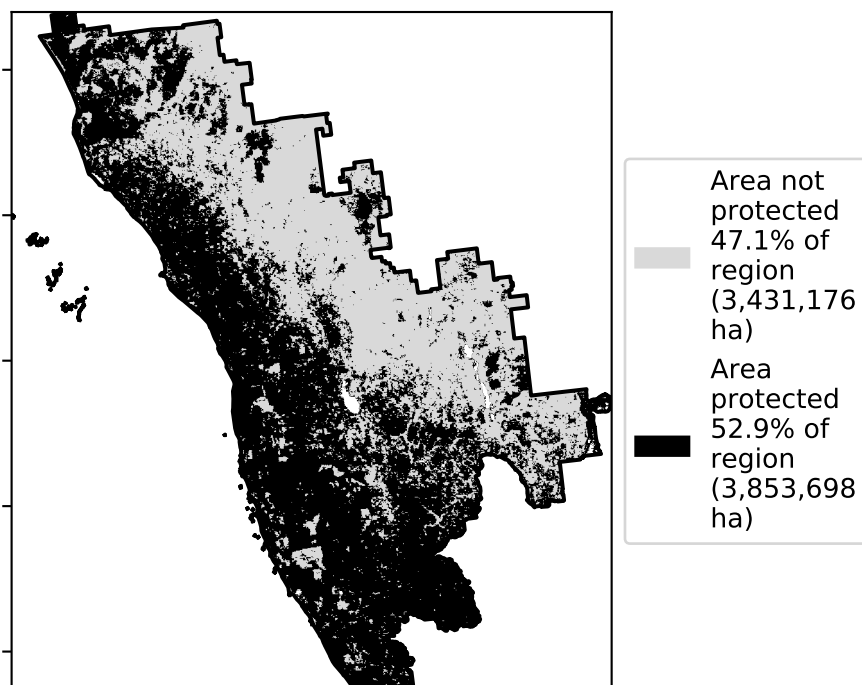 Area not
protected
47.1% of
region
(3,431,176
ha)
Area
protected
52.9% of
region
(3,853,698
ha)